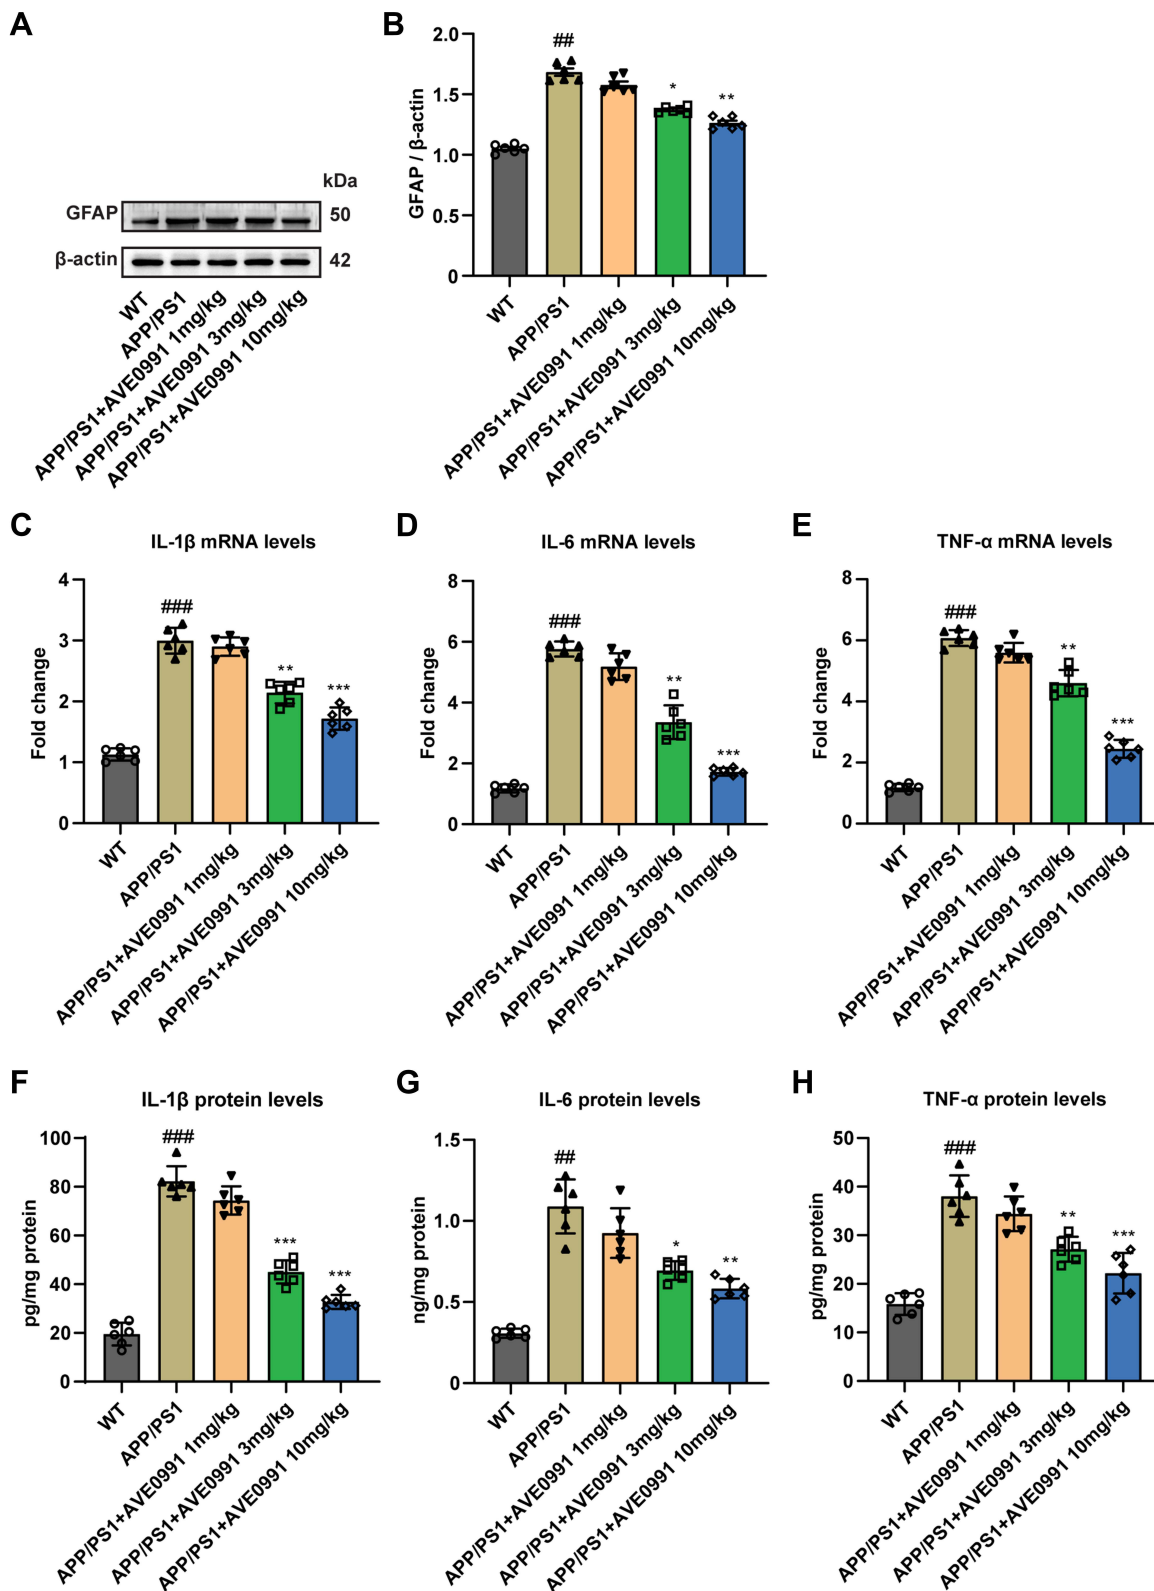 A
kDa
GFAP
50
β-actin
42
WT
APP/PS1
APP/PS1+AVE0991 1mg/kg
APP/PS1+AVE0991 3mg/kg
APP/PS1+AVE0991 10mg/kg
B
GFAP / β-actin
2.0
1.5
1.0
0.5
0
##
*
**
WT
APP/PS1
APP/PS1+AVE0991 1mg/kg
APP/PS1+AVE0991 3mg/kg
APP/PS1+AVE0991 10mg/kg
C
IL-1β mRNA levels
Fold change
4
3
2
1
0
###
**
***
WT
APP/PS1
APP/PS1+AVE0991 1mg/kg
APP/PS1+AVE0991 3mg/kg
APP/PS1+AVE0991 10mg/kg
D
IL-6 mRNA levels
Fold change
8
6
4
2
0
###
**
***
WT
APP/PS1
APP/PS1+AVE0991 1mg/kg
APP/PS1+AVE0991 3mg/kg
APP/PS1+AVE0991 10mg/kg
E
TNF-α mRNA levels
Fold change
8
6
4
2
0
###
**
***
WT
APP/PS1
APP/PS1+AVE0991 1mg/kg
APP/PS1+AVE0991 3mg/kg
APP/PS1+AVE0991 10mg/kg
F
IL-1β protein levels
pg/mg protein
100
80
60
40
20
0
###
***
***
WT
APP/PS1
APP/PS1+AVE0991 1mg/kg
APP/PS1+AVE0991 3mg/kg
APP/PS1+AVE0991 10mg/kg
G
IL-6 protein levels
ng/mg protein
1.5
1.0
0.5
0
##
*
**
WT
APP/PS1
APP/PS1+AVE0991 1mg/kg
APP/PS1+AVE0991 3mg/kg
APP/PS1+AVE0991 10mg/kg
H
TNF-α protein levels
pg/mg protein
50
40
30
20
10
0
###
**
***
WT
APP/PS1
APP/PS1+AVE0991 1mg/kg
APP/PS1+AVE0991 3mg/kg
APP/PS1+AVE0991 10mg/kg